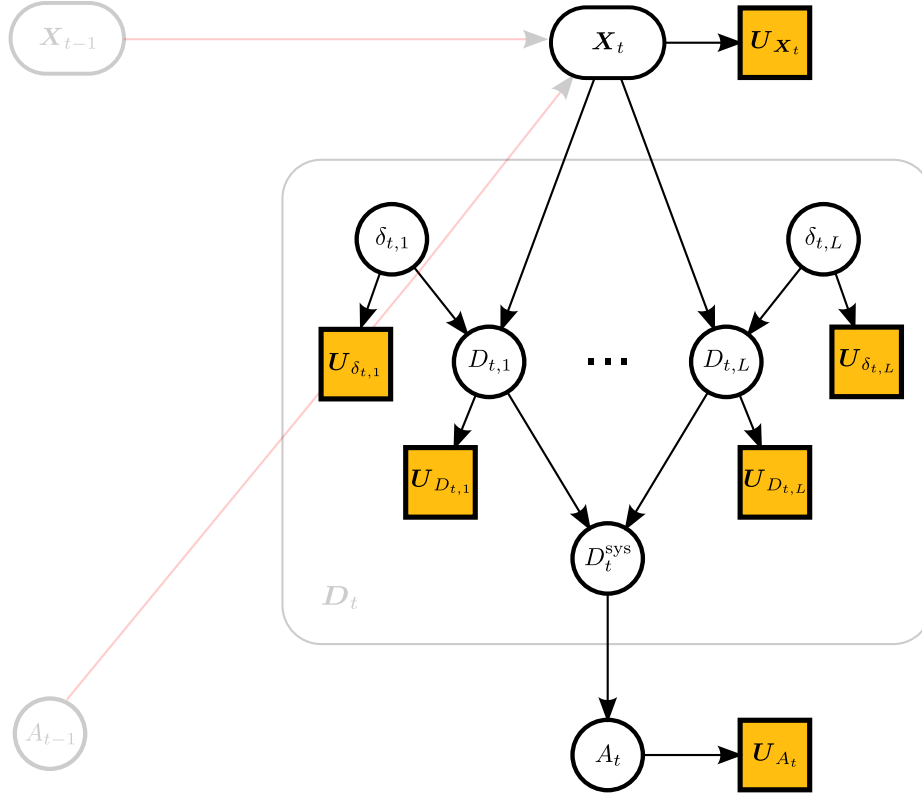 X_{t−1}
X_t
U_{X_t}
δ_{t,1}
δ_{t,L}
U_{δ_{t,1}}
D_{t,1}
...
D_{t,L}
U_{δ_{t,L}}
U_{D_{t,1}}
U_{D_{t,L}}
D_t^{sys}
D_t
A_{t−1}
A_t
U_{A_t}